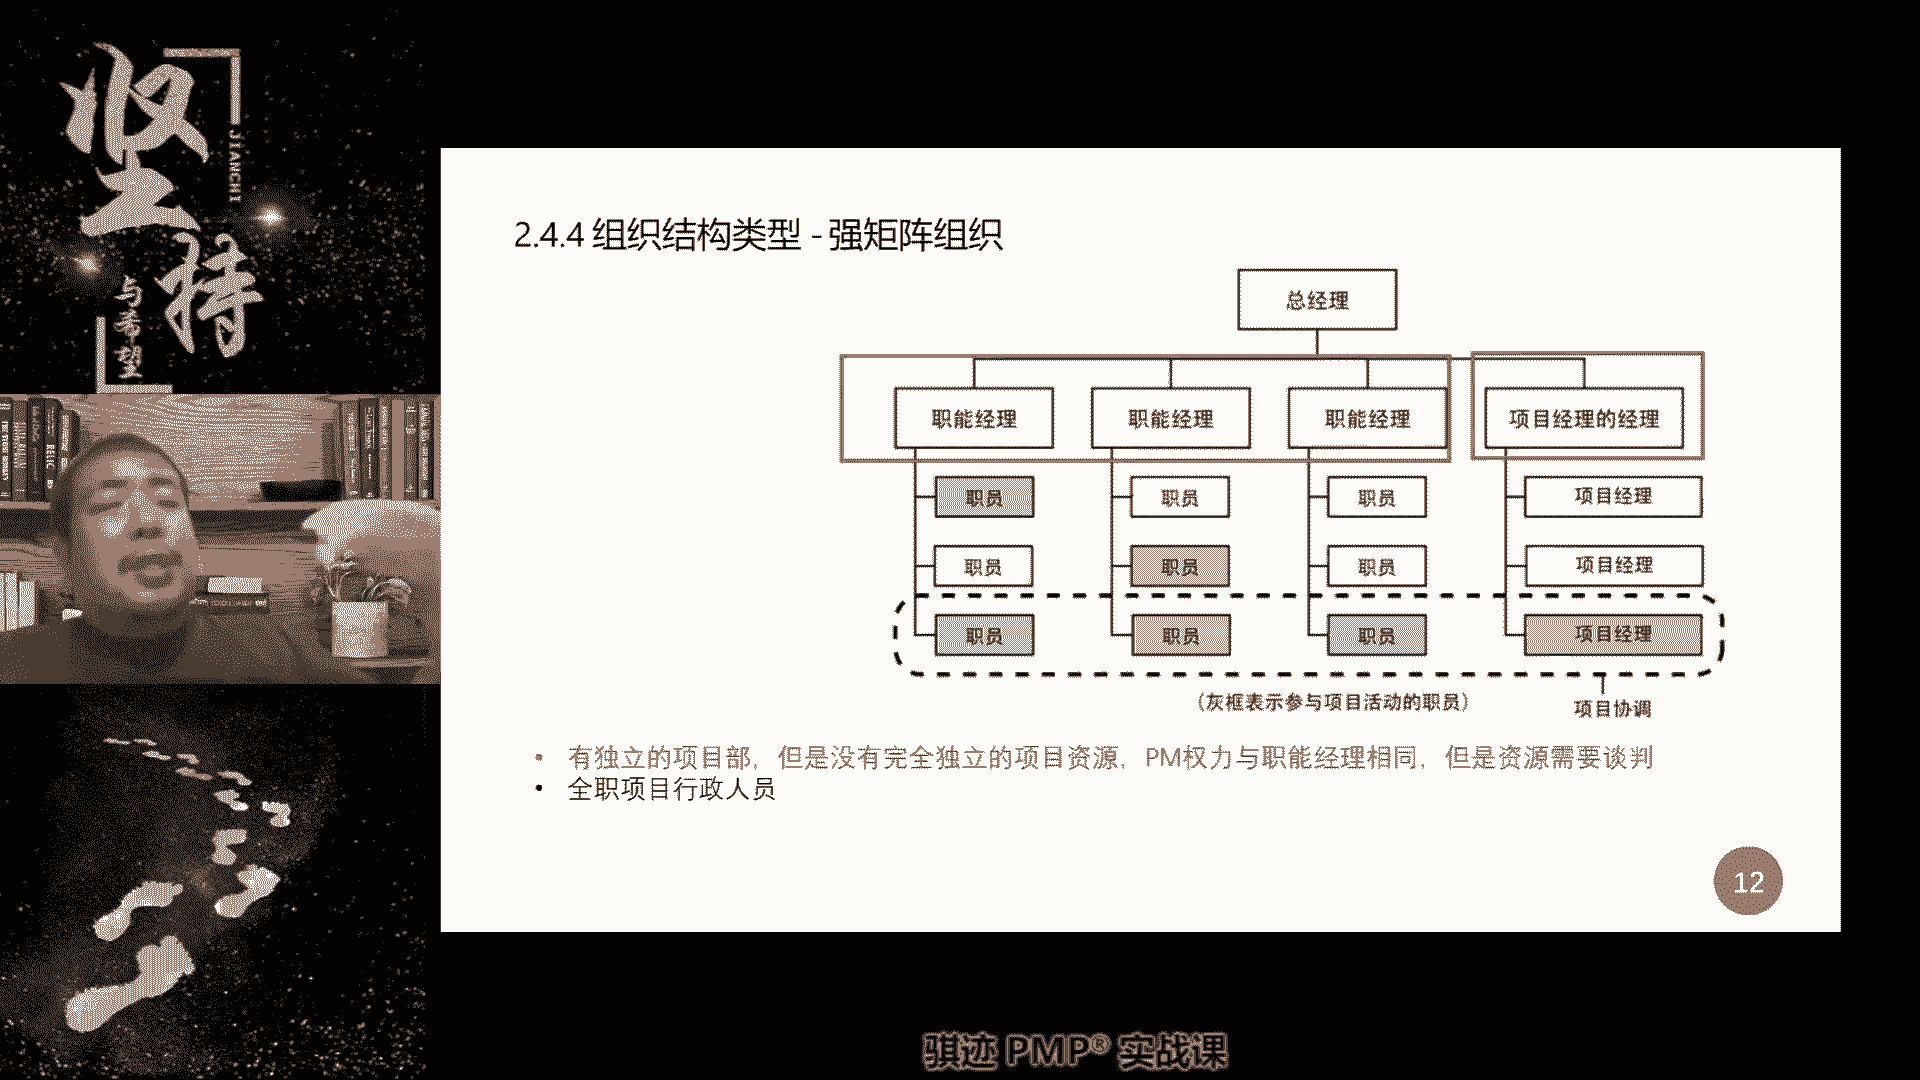 坚持
JIANCHI
与希望
2.4.4 组织结构类型 - 强矩阵组织
总经理
职能经理 职能经理 职能经理 项目经理的经理
职员 职员 职员 项目经理
职员 职员 职员 项目经理
职员 职员 职员 项目经理
(灰框表示参与项目活动的职员)
项目协调
• 有独立的项目部，但是没有完全独立的项目资源，PM权力与职能经理相同，但是资源需要谈判
• 全职项目行政人员
12
骐迹 PMP® 实战课